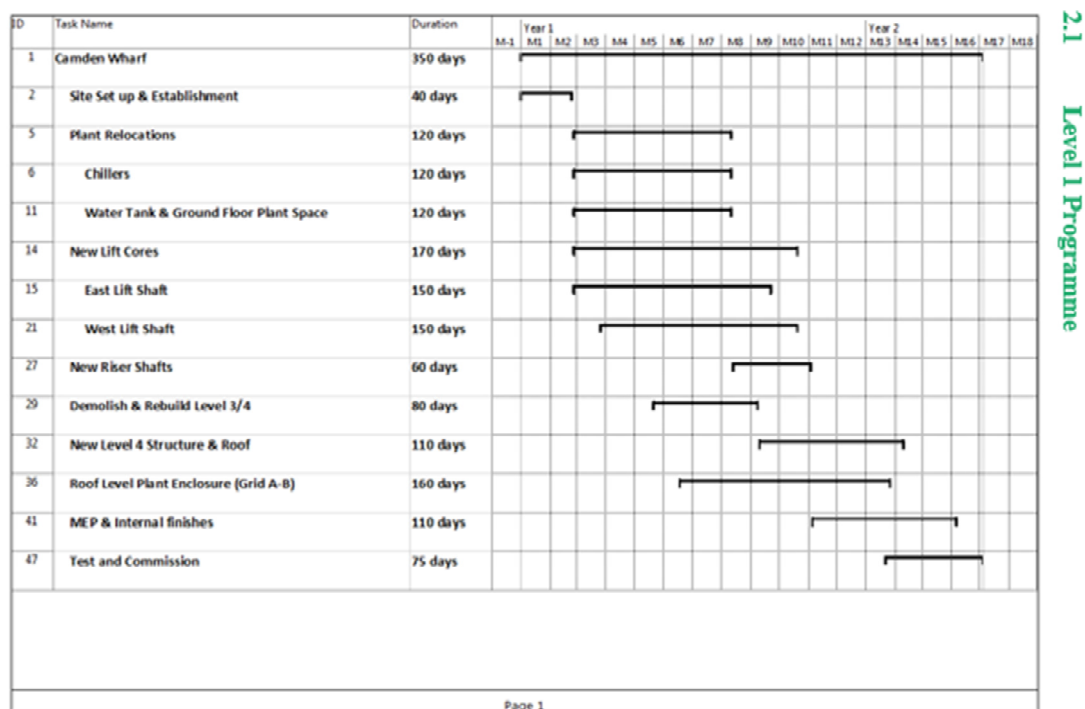 2.1 Level 1 Programme
ID Task Name Duration Year 1 Year 2
M-1 M1 M2 M3 M4 M5 M6 M7 M8 M9 M10 M11 M12 M13 M14 M15 M16 M17 M18
1 Camden Wharf 350 days
2 Site Set up & Establishment 40 days
5 Plant Relocations 120 days
6 Chillers 120 days
11 Water Tank & Ground Floor Plant Space 120 days
14 New Lift Cores 170 days
15 East Lift Shaft 150 days
21 West Lift Shaft 150 days
27 New Riser Shafts 60 days
29 Demolish & Rebuild Level 3/4 80 days
32 New Level 4 Structure & Roof 110 days
36 Roof Level Plant Enclosure (Grid A-B) 160 days
41 MEP & Internal finishes 110 days
47 Test and Commission 75 days
Page 1